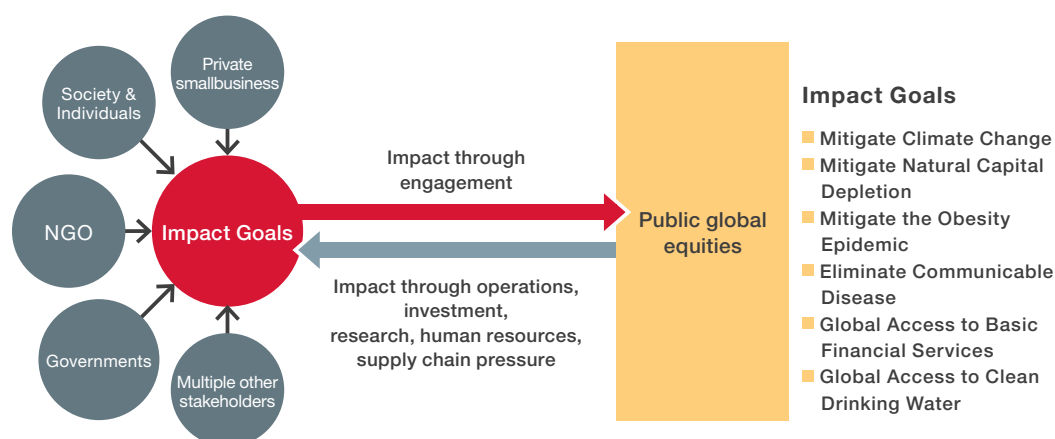 Private
smallbusiness
Society &
Individuals
NGO
Governments
Multiple other
stakeholders
Impact Goals
Impact through
engagement
Impact through operations,
investment,
research, human resources,
supply chain pressure
Public global
equities
Impact Goals
Mitigate Climate Change
Mitigate Natural Capital
Depletion
Mitigate the Obesity
Epidemic
Eliminate Communicable
Disease
Global Access to Basic
Financial Services
Global Access to Clean
Drinking Water